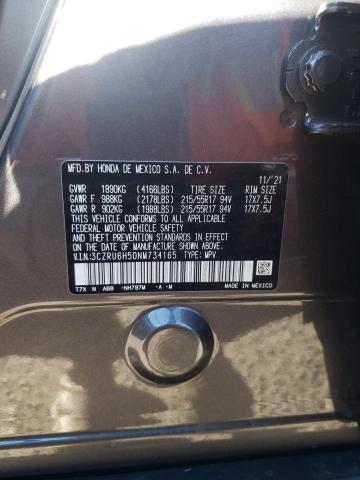 MFD.BY HONDA DE MEXICO S.A. DE C.V.
11/'21
GVWR 1890KG (4166LBS) TIRE SIZE RIM SIZE
GAWR F 988KG (2178LBS) 215/55R17 94V 17X7.5J
GAWR R 902KG (1988LBS) 215/55R17 94V 17X7.5J
THIS VEHICLE CONFORMS TO ALL APPLICABLE
FEDERAL MOTOR VEHICLE SAFETY
AND THEFT PREVENTION STANDARDS IN EFFECT ON
THE DATE OF MANUFACTURE SHOWN ABOVE.
V.I.N:3CZRU6H50NM734165 TYPE: MPV
T7X N ABB -NH797M -A -M
MADE IN MEXICO